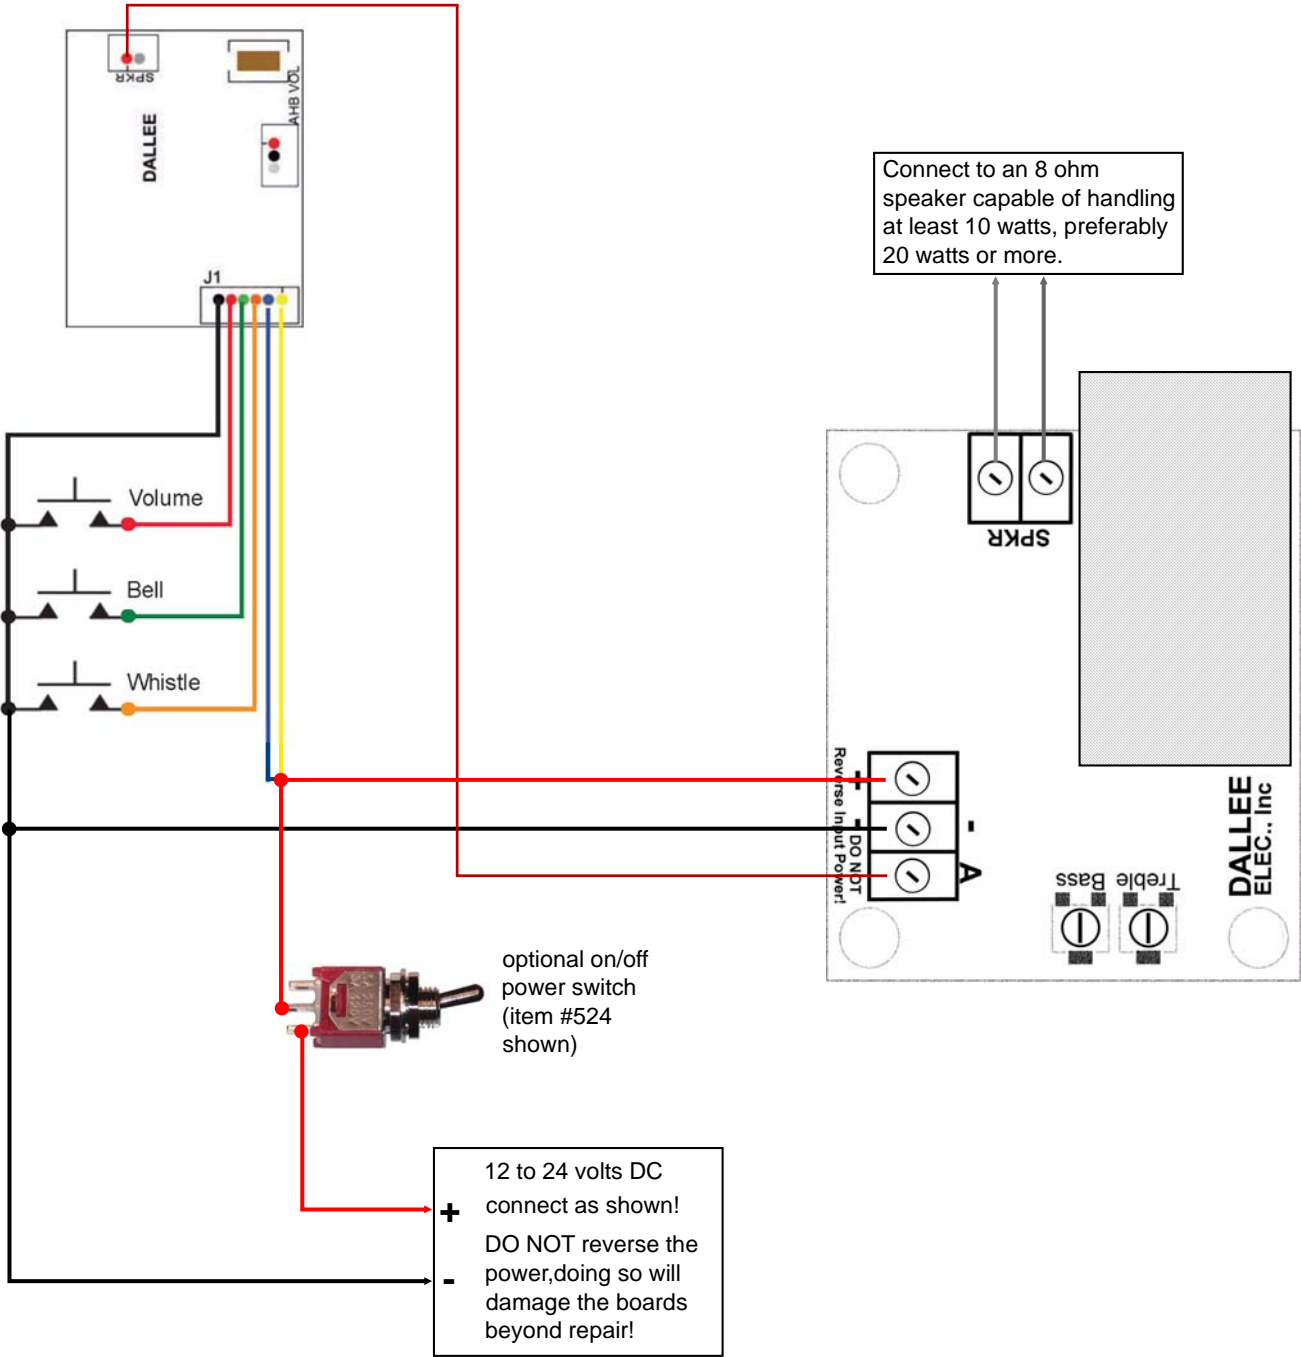 SPKR
AHB VOL
DALLEE
J1
Volume
Bell
Whistle
Connect to an 8 ohm
speaker capable of handling
at least 10 watts, preferably
20 watts or more.
SPKR
+
-
-
A
DO NOT
Reverse Input Power!
Bass
Treble
DALLEE
ELEC.. Inc
optional on/off
power switch
(item #524
shown)
12 to 24 volts DC
+ connect as shown!
DO NOT reverse the
- power,doing so will
damage the boards
beyond repair!